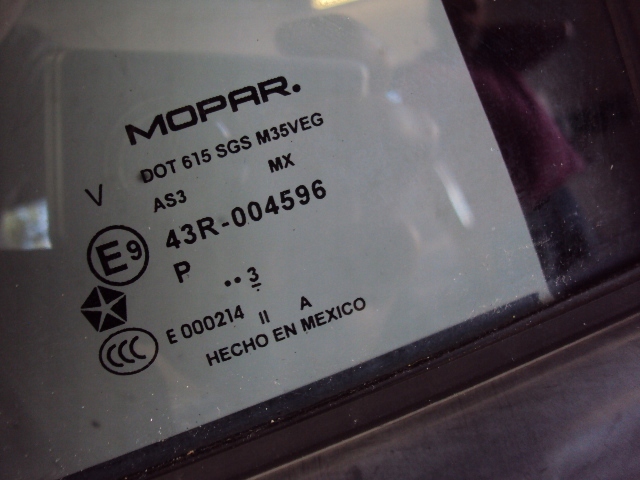 MOPAR.
DOT 615 SGS M35VEG
V AS3 MX
E9 43R-004596
P ..3
CCC E 000214 II A
HECHO EN MEXICO